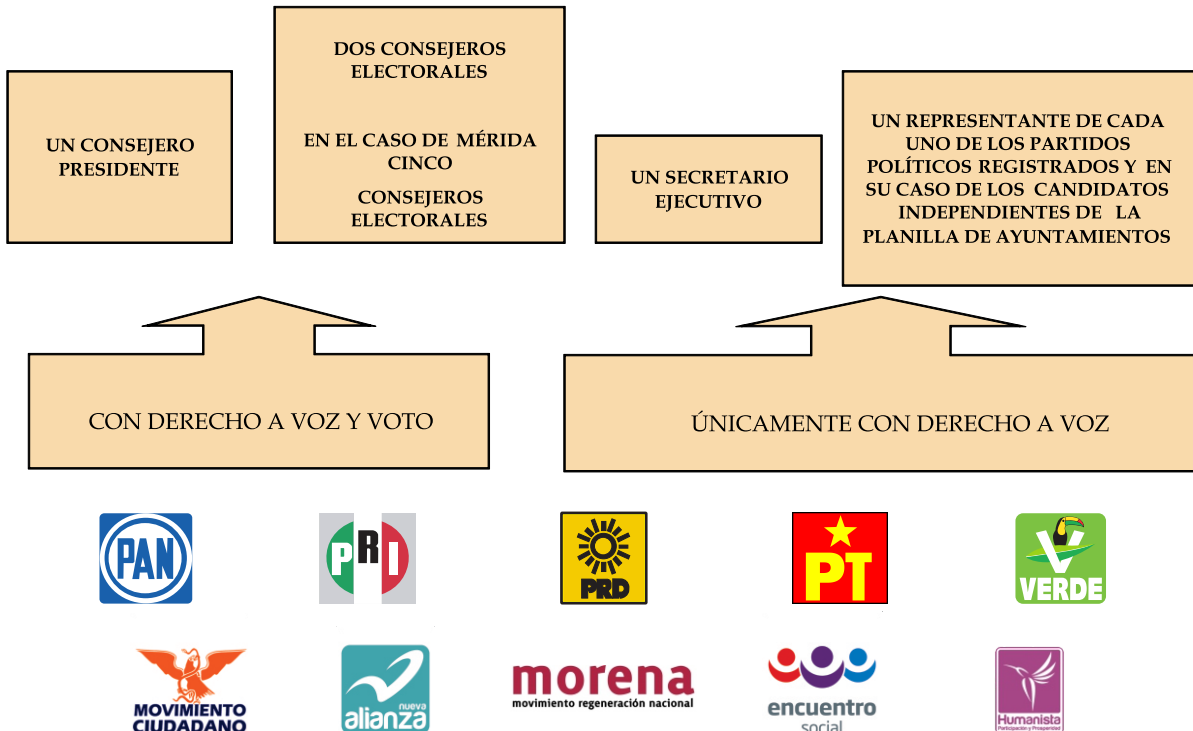 UN CONSEJERO
PRESIDENTE
DOS CONSEJEROS
ELECTORALES
EN EL CASO DE MÉRIDA
CINCO
CONSEJEROS
ELECTORALES
UN SECRETARIO
EJECUTIVO
UN REPRESENTANTE DE CADA
UNO DE LOS PARTIDOS
POLÍTICOS REGISTRADOS Y EN
SU CASO DE LOS CANDIDATOS
INDEPENDIENTES DE LA
PLANILLA DE AYUNTAMIENTOS
CON DERECHO A VOZ Y VOTO
ÚNICAMENTE CON DERECHO A VOZ
PAN
PRI
PRD
PT
V
VERDE
MOVIMIENTO
CIUDADANO
nueva
alianza
morena
movimiento regeneración nacional
encuentro
social
Humanista
Participación y Prosperidad